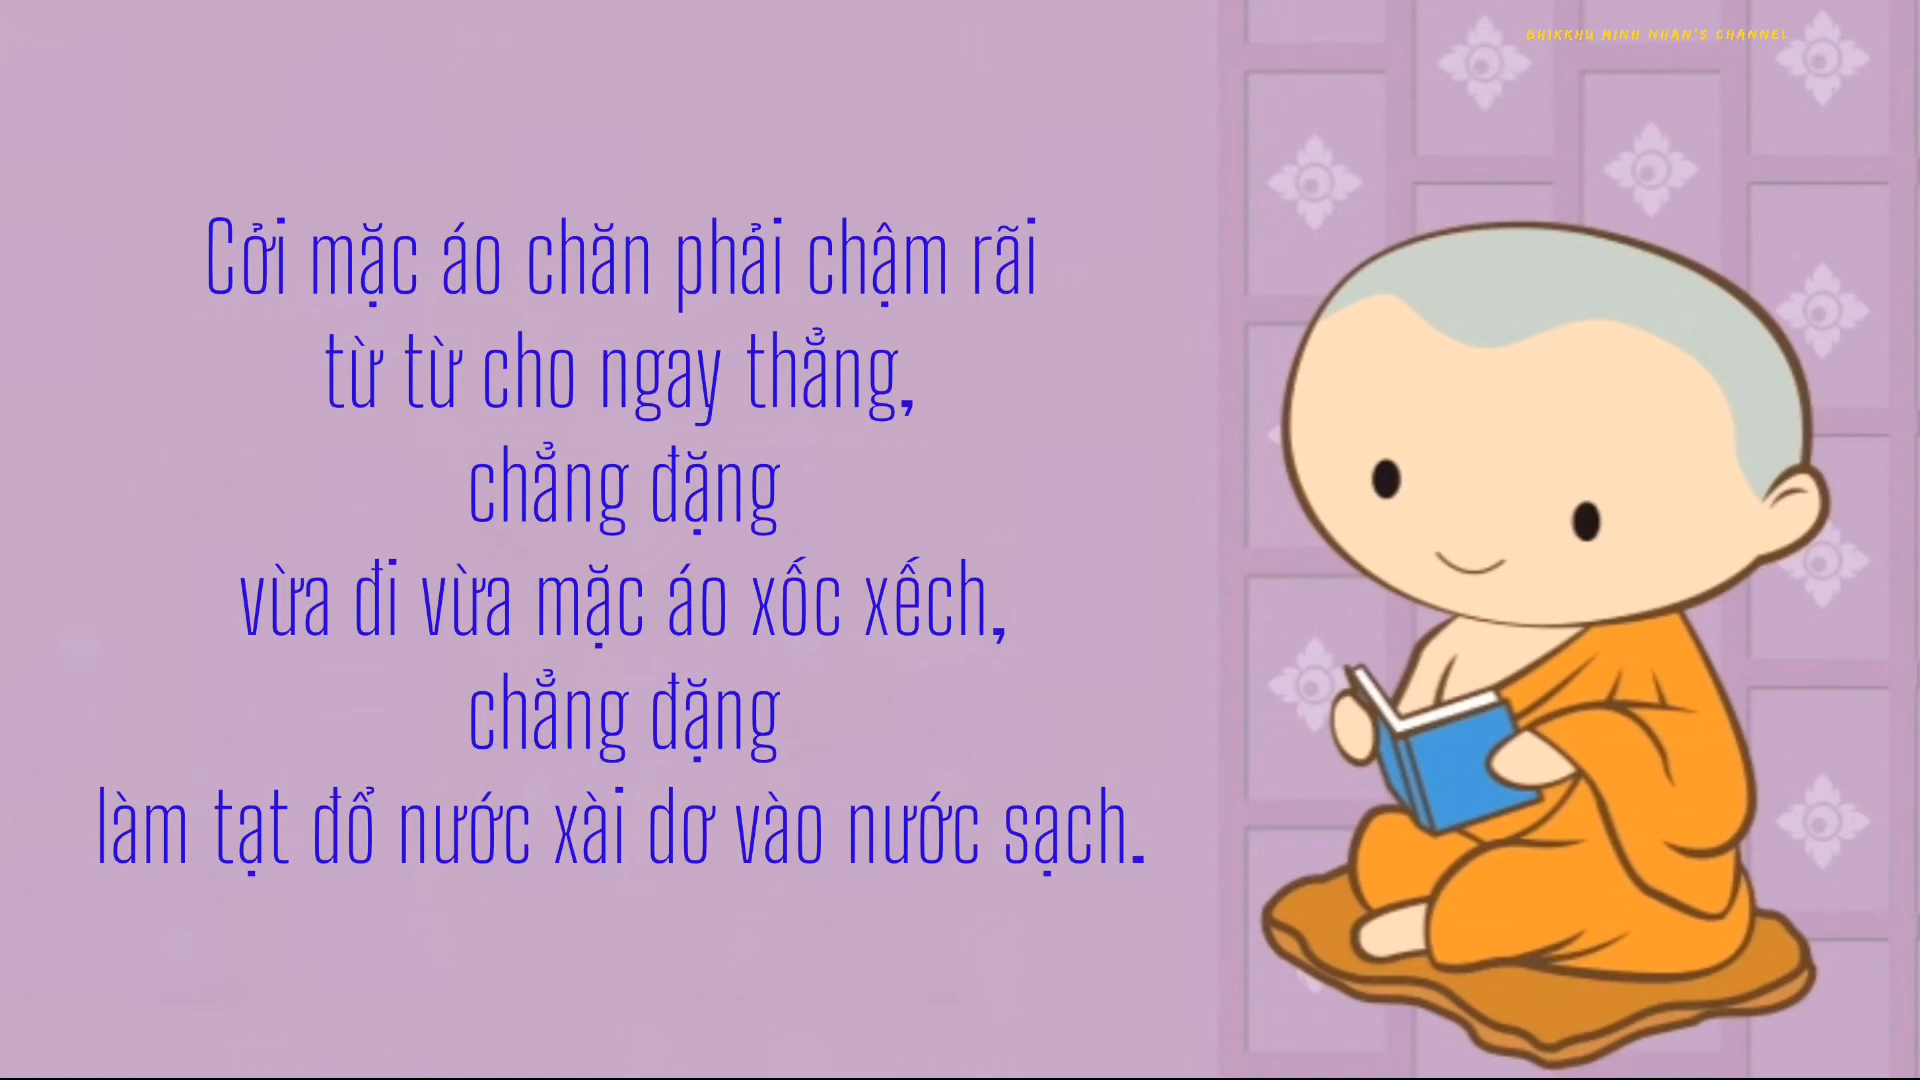 BHIKKHU MINH NHAN'S CHANNEL
Cởi mặc áo chăn phải chậm rãi
từ từ cho ngay thẳng,
chẳng đặng
vừa đi vừa mặc áo xốc xếch,
chẳng đặng
làm tạt đổ nước xài dơ vào nước sạch.